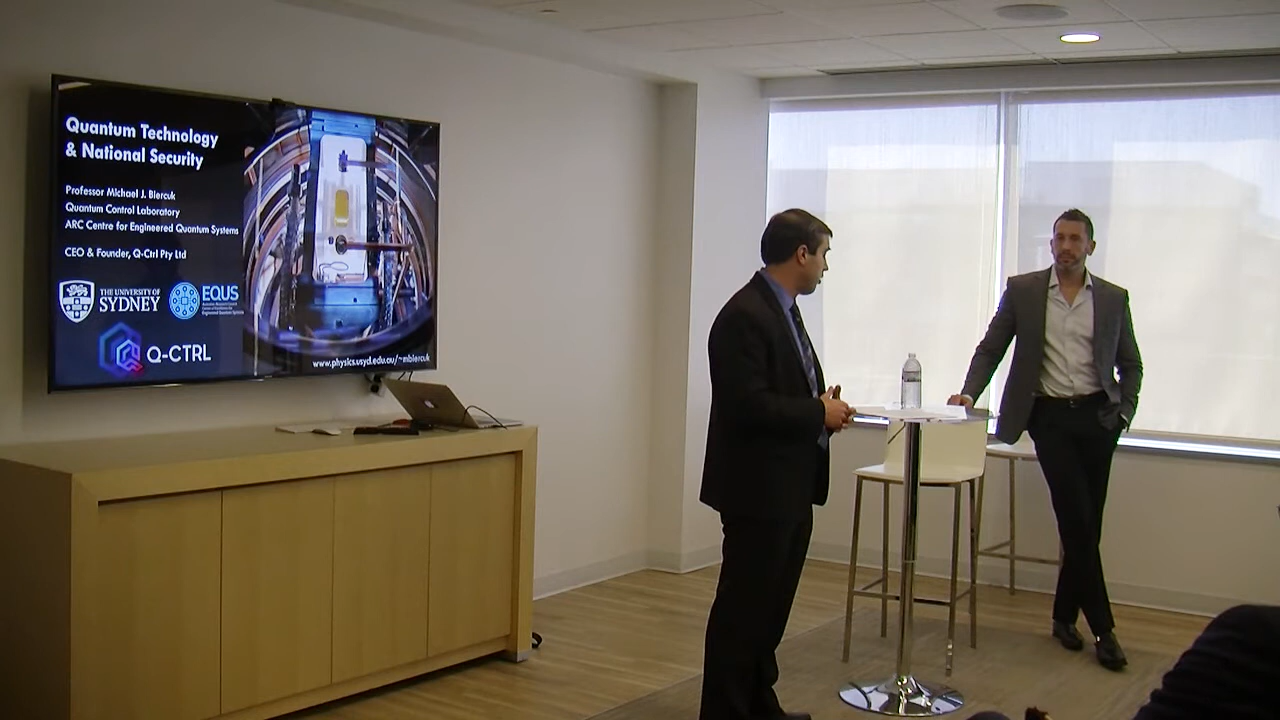 Quantum Technology
& National Security
Professor Michael J. Biercuk
Quantum Control Laboratory
ARC Centre for Engineered Quantum Systems
CEO & Founder, Q-Ctrl Pty Ltd
THE UNIVERSITY OF
SYDNEY
EQUS
Q-CTRL
www.physics.usyd.edu.au/~mbiercuk